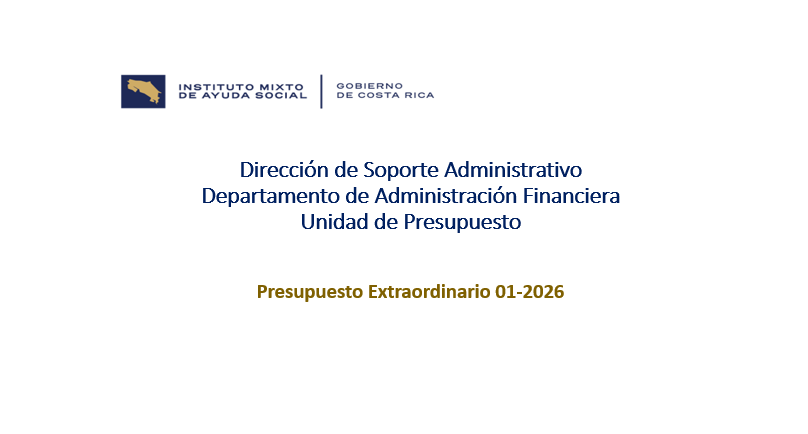 INSTITUTO MIXTO
DE AYUDA SOCIAL
GOBIERNO
DE COSTA RICA
Dirección de Soporte Administrativo
Departamento de Administración Financiera
Unidad de Presupuesto
Presupuesto Extraordinario 01-2026